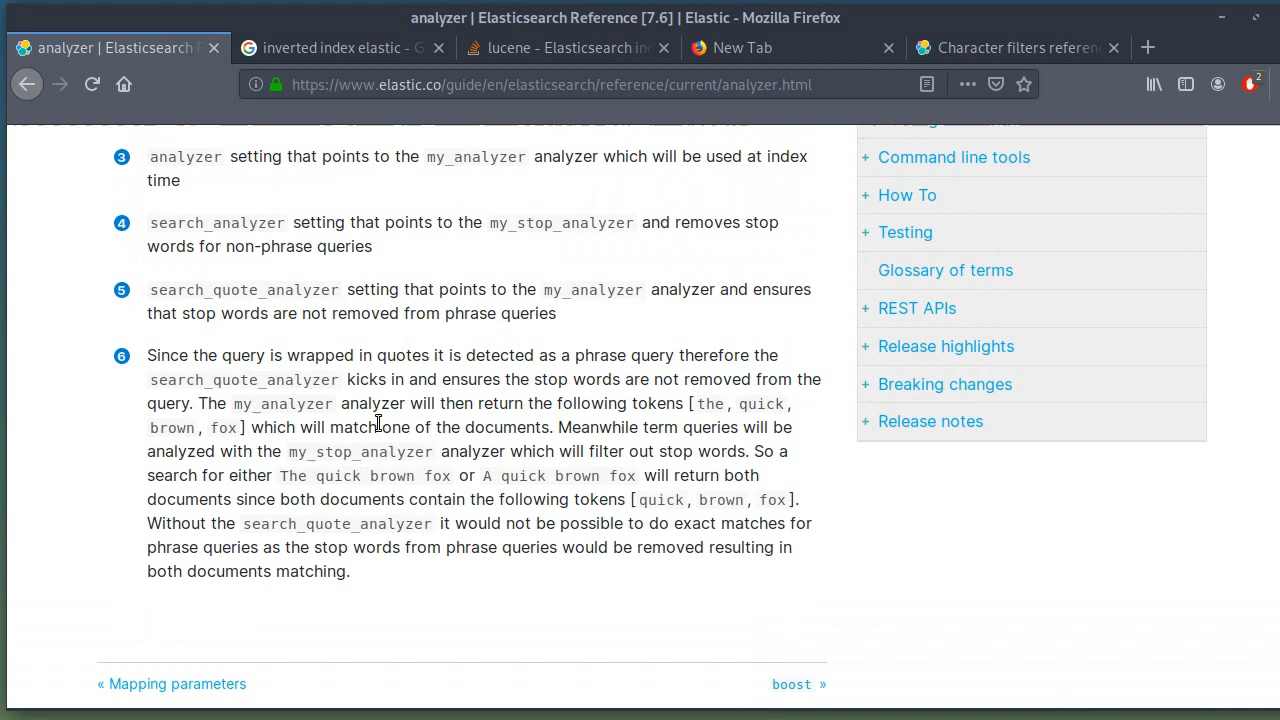 analyzer | Elasticsearch Reference [7.6] | Elastic - Mozilla Firefox
analyzer | Elasticsearch R
inverted index elastic - G
lucene - Elasticsearch in
New Tab
Character filters referen
https://www.elastic.co/guide/en/elasticsearch/reference/current/analyzer.html
2
3 analyzer setting that points to the my_analyzer analyzer which will be used at index
time
4 search_analyzer setting that points to the my_stop_analyzer and removes stop
words for non-phrase queries
5 search_quote_analyzer setting that points to the my_analyzer analyzer and ensures
that stop words are not removed from phrase queries
6 Since the query is wrapped in quotes it is detected as a phrase query therefore the
search_quote_analyzer kicks in and ensures the stop words are not removed from the
query. The my_analyzer analyzer will then return the following tokens [the, quick,
brown, fox] which will match one of the documents. Meanwhile term queries will be
analyzed with the my_stop_analyzer analyzer which will filter out stop words. So a
search for either The quick brown fox or A quick brown fox will return both
documents since both documents contain the following tokens [quick, brown, fox].
Without the search_quote_analyzer it would not be possible to do exact matches for
phrase queries as the stop words from phrase queries would be removed resulting in
both documents matching.
« Mapping parameters
boost »
+ Command line tools
+ How To
+ Testing
Glossary of terms
+ REST APIs
+ Release highlights
+ Breaking changes
+ Release notes